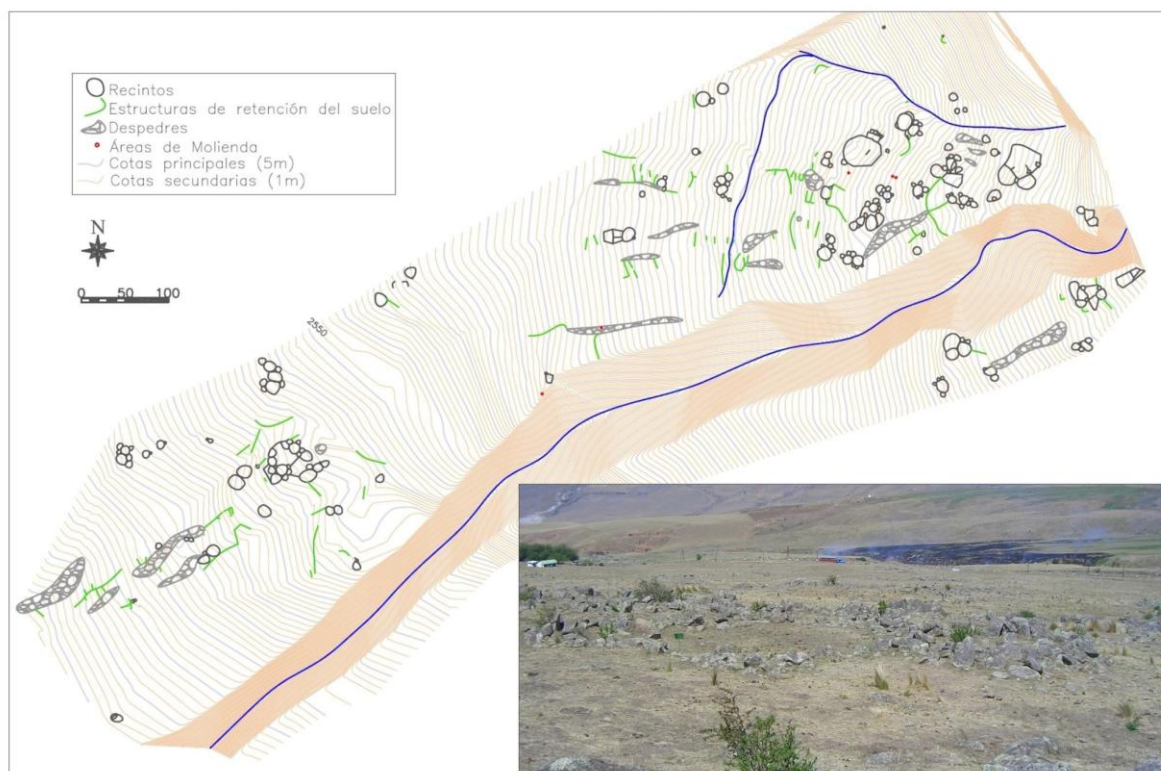 Recintos
Estructuras de retención del suelo
Despedres
Áreas de Molienda
Cotas principales (5m)
Cotas secundarias (1m)
N
0 50 100
2550